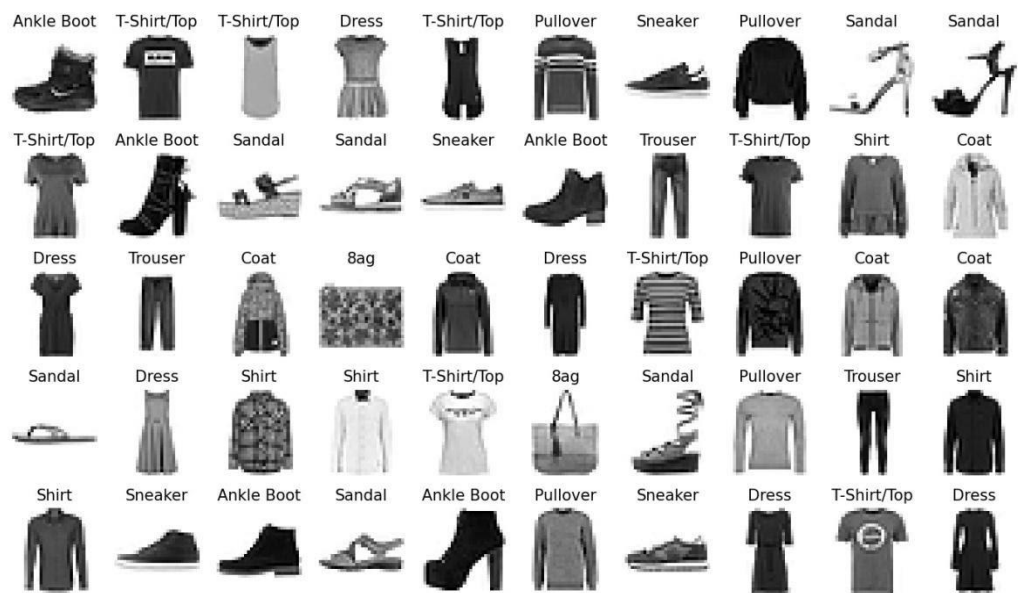 Ankle Boot T-Shirt/Top T-Shirt/Top Dress T-Shirt/Top Pullover Sneaker Pullover Sandal Sandal
T-Shirt/Top Ankle Boot Sandal Sandal Sneaker Ankle Boot Trouser T-Shirt/Top Shirt Coat
Dress Trouser Coat 8ag Coat Dress T-Shirt/Top Pullover Coat Coat
Sandal Dress Shirt Shirt T-Shirt/Top 8ag Sandal Pullover Trouser Shirt
Shirt Sneaker Ankle Boot Sandal Ankle Boot Pullover Sneaker Dress T-Shirt/Top Dress